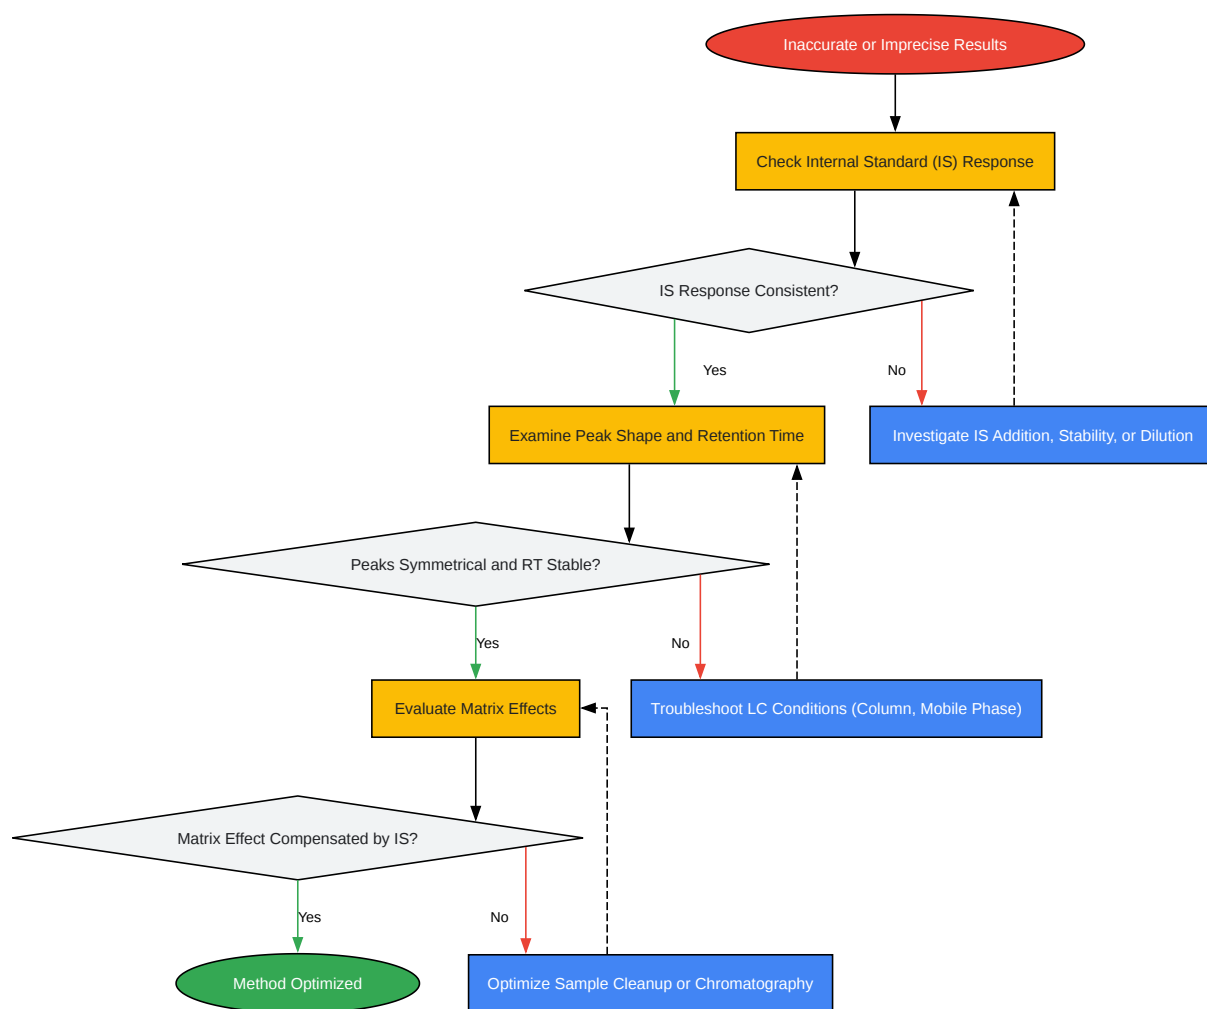 Inaccurate or Imprecise Results
Check Internal Standard (IS) Response
IS Response Consistent?
Yes
No
Examine Peak Shape and Retention Time
Investigate IS Addition, Stability, or Dilution
Peaks Symmetrical and RT Stable?
Yes
No
Evaluate Matrix Effects
Troubleshoot LC Conditions (Column, Mobile Phase)
Matrix Effect Compensated by IS?
Yes
No
Method Optimized
Optimize Sample Cleanup or Chromatography